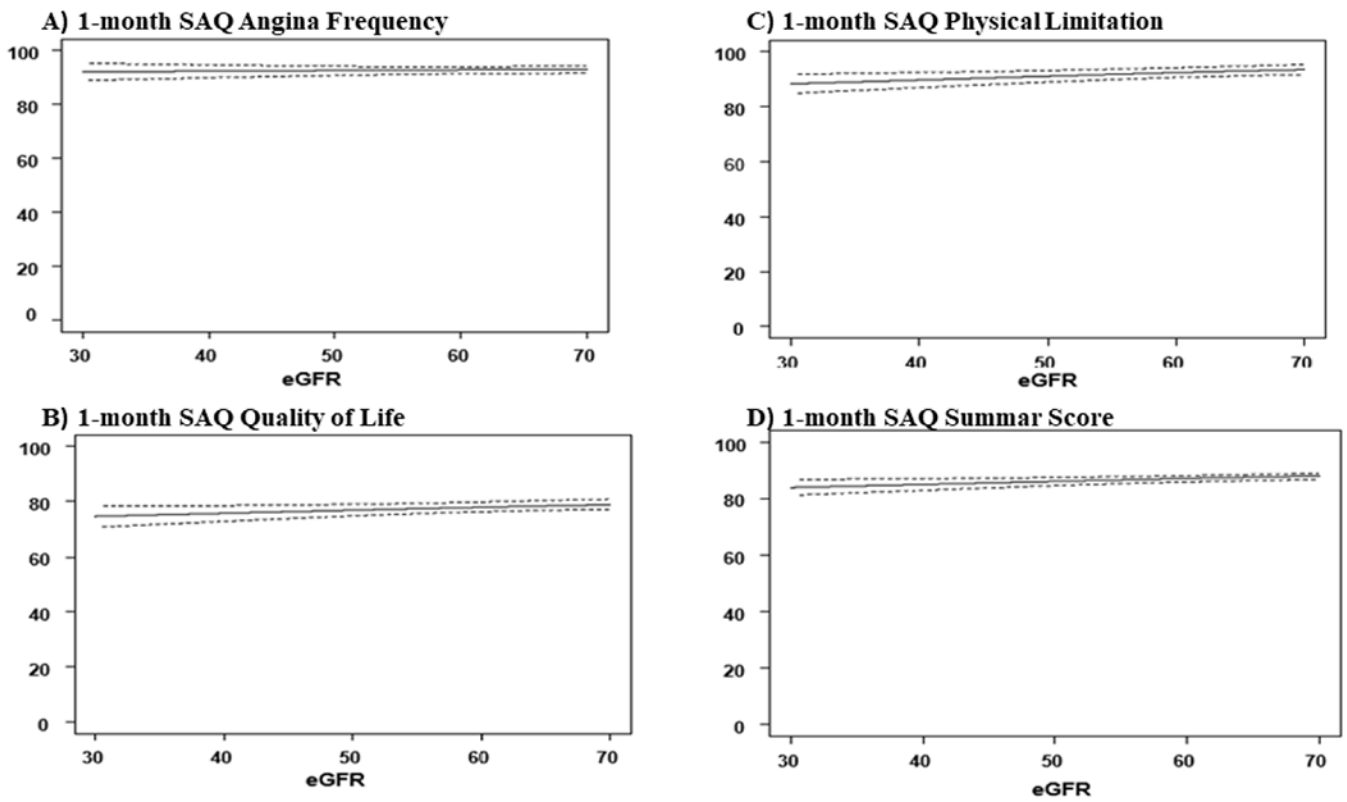 A) 1-month SAQ Angina Frequency
100
80
60
40
20
0
30 40 50 60 70
eGFR
C) 1-month SAQ Physical Limitation
100
80
60
40
20
0
30 40 50 60 70
eGFR
B) 1-month SAQ Quality of Life
100
80
60
40
20
0
30 40 50 60 70
eGFR
D) 1-month SAQ Summar Score
100
80
60
40
20
0
30 40 50 60 70
eGFR